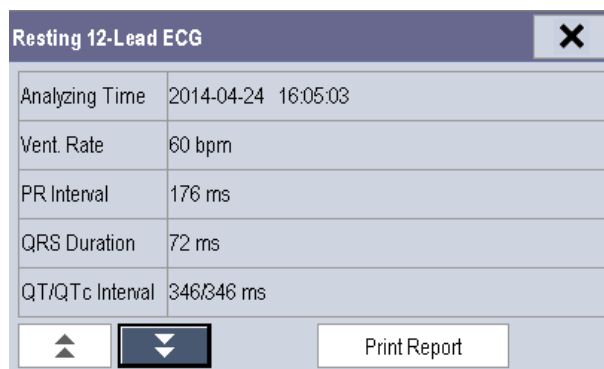 Resting 12-Lead ECG
Analyzing Time 2014-04-24 16:05:03
Vent. Rate 60 bpm
PR Interval 176 ms
QRS Duration 72 ms
QT/QTc Interval 346/346 ms
Print Report